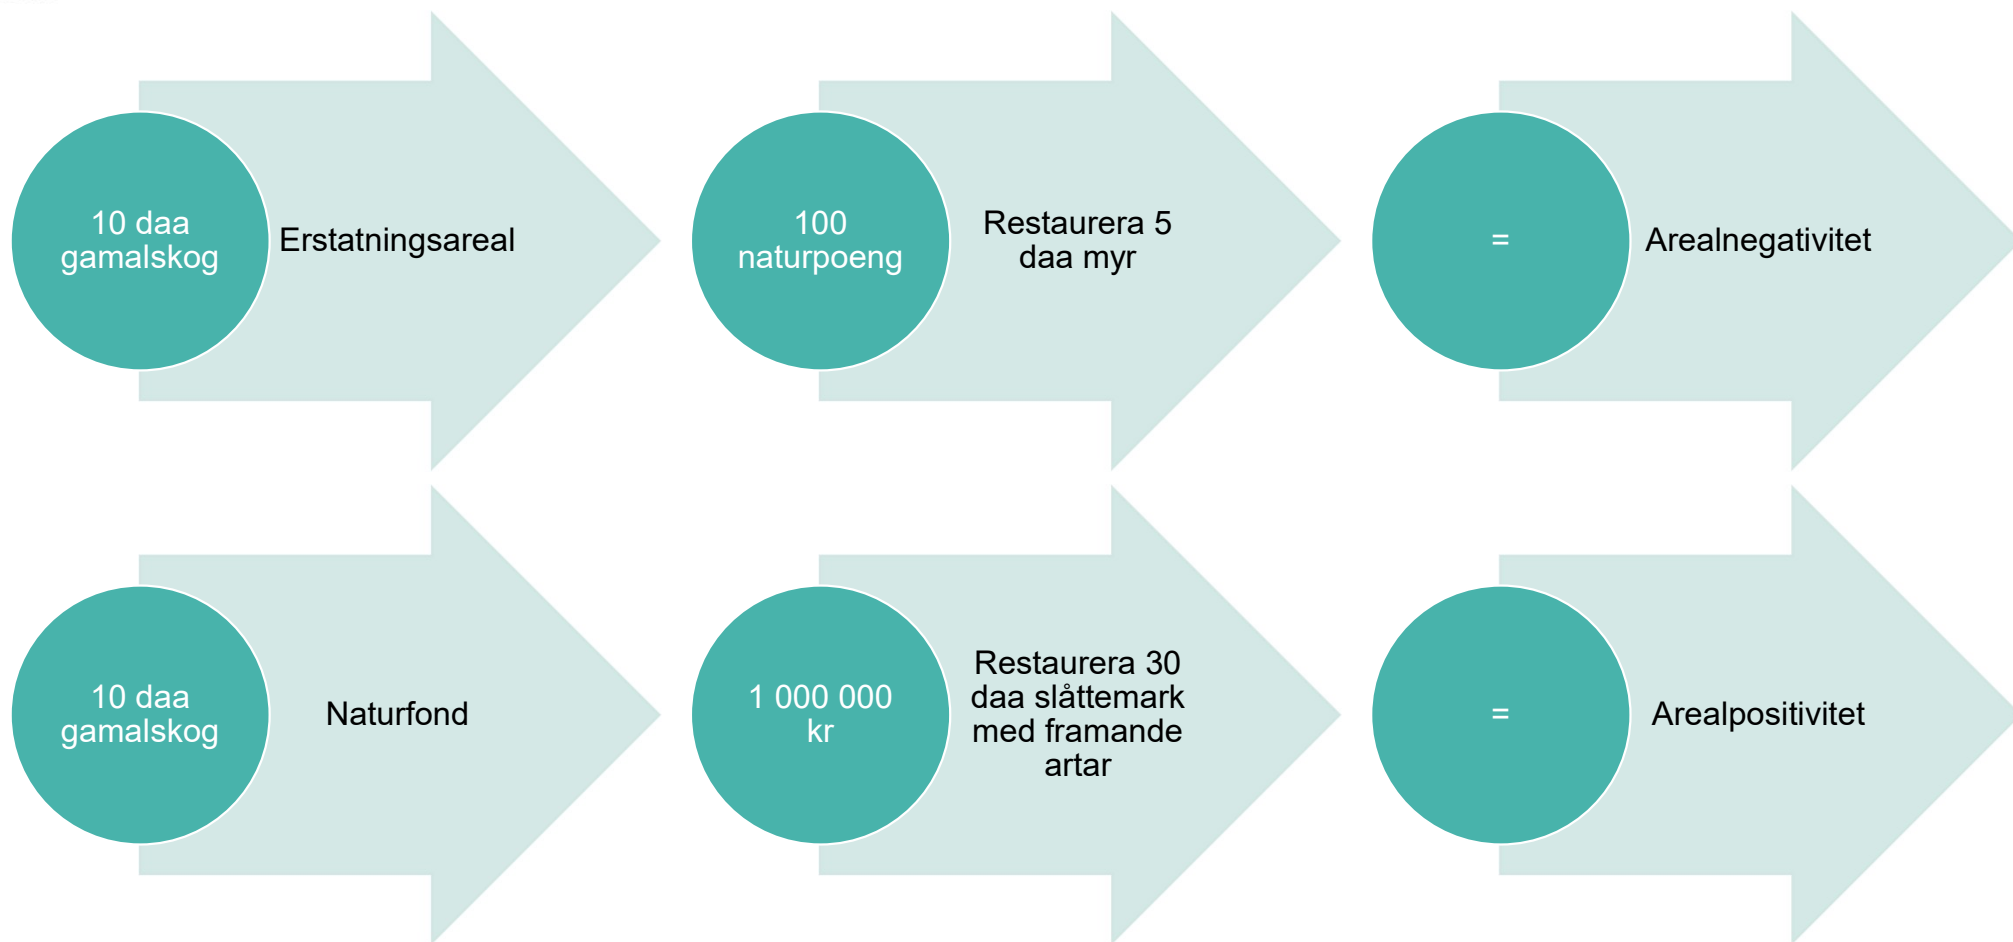 10 daa
gamalskog
Erstatningsareal
100
naturpoeng
Restaurera 5
daa myr
=
Arealnegativitet
10 daa
gamalskog
Naturfond
1 000 000
kr
Restaurera 30
daa slåttemark
med framande
artar
=
Arealpositivitet